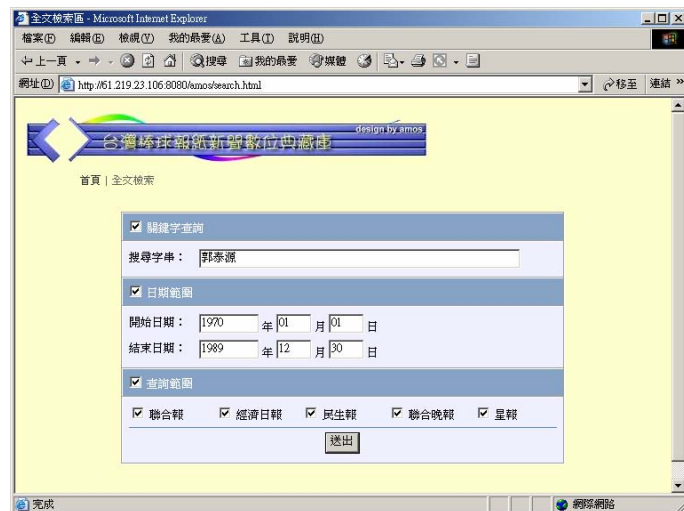 全文檢索區 - Microsoft Internet Explorer
檔案(F) 編輯(E) 檢視(V) 我的最愛(A) 工具(T) 說明(H)
上一頁 搜尋 我的最愛 媒體
網址(D) http://61.219.23.106:8080/amos/search.html 移至 連結 »
design by amos
台灣棒球報紙新聞數位典藏庫
首頁 | 全文檢索
關鍵字查詢
搜尋字串： 郭泰源
日期範圍
開始日期： 1970 年 01 月 01 日
結束日期： 1989 年 12 月 30 日
查詢範圍
聯合報 經濟日報 民生報 聯合晚報 星報
送出
完成 網際網路